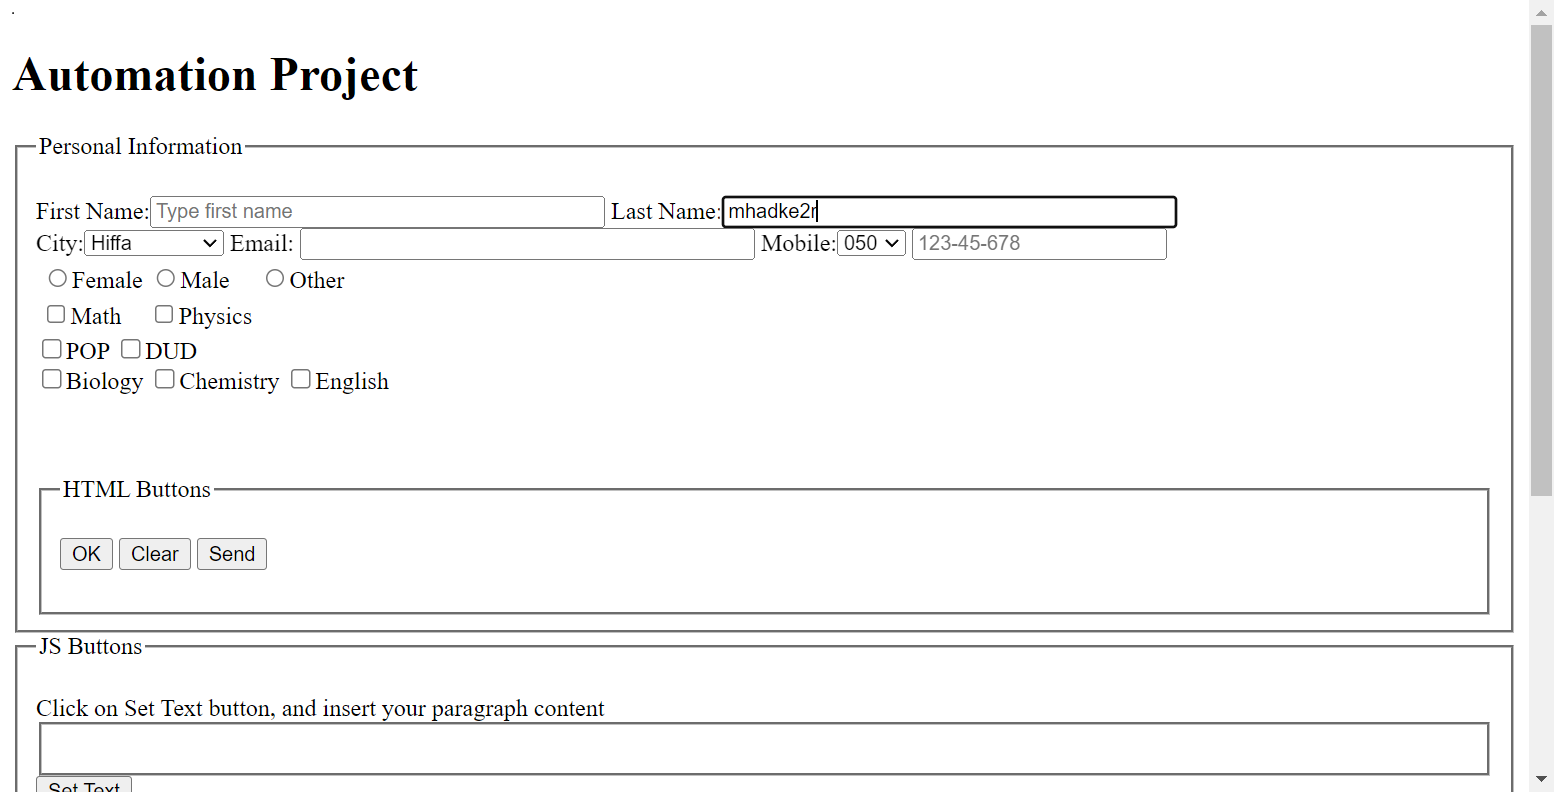 .
Automation Project
Personal Information
First Name: Type first name Last Name: mhadke2r
City: Hiffa Email: Mobile: 050 123-45-678
Female Male Other
Math Physics
POP DUD
Biology Chemistry English
HTML Buttons
OK Clear Send
JS Buttons
Click on Set Text button, and insert your paragraph content
Set Text